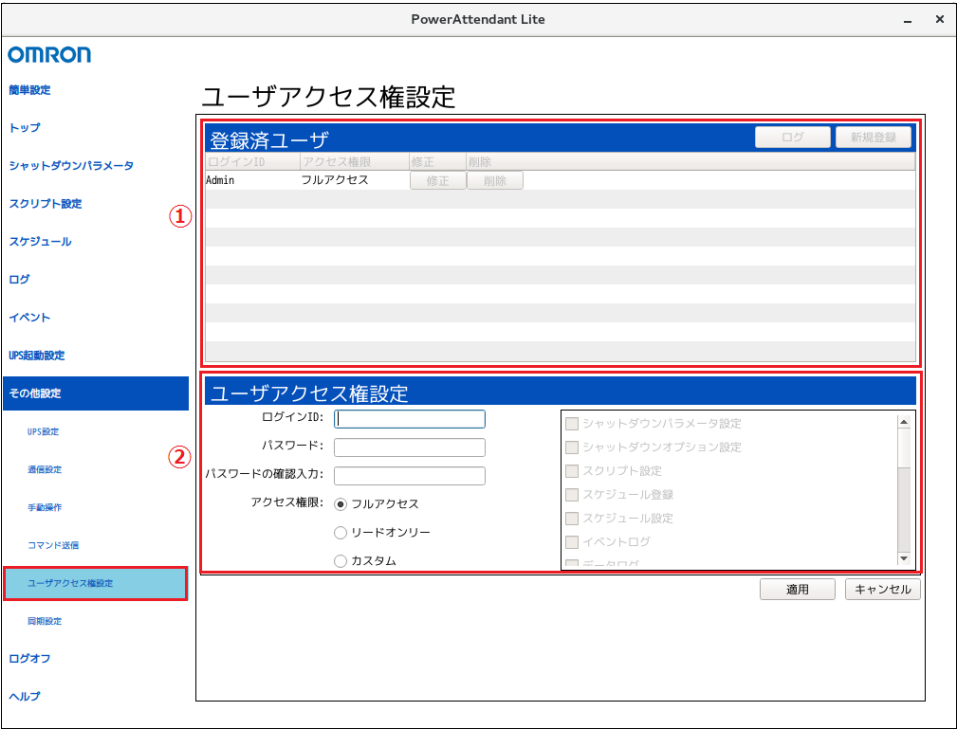 PowerAttendant Lite
OMRON
簡単設定
トップ
シャットダウンパラメータ
スクリプト設定
スケジュール
ログ
イベント
UPS起動設定
その他設定
UPS設定
通信設定
手動操作
コマンド送信
ユーザアクセス権設定
同期設定
ログオフ
ヘルプ
ユーザアクセス権設定
①
登録済ユーザ ログ 新規登録
ログインID アクセス権限 修正 削除
Admin フルアクセス 修正 削除
②
ユーザアクセス権設定
ログインID:
パスワード:
パスワードの確認入力:
アクセス権限: フルアクセス
リードオンリー
カスタム
シャットダウンパラメータ設定
シャットダウンオプション設定
スクリプト設定
スケジュール登録
スケジュール設定
イベントログ
データログ
適用 キャンセル